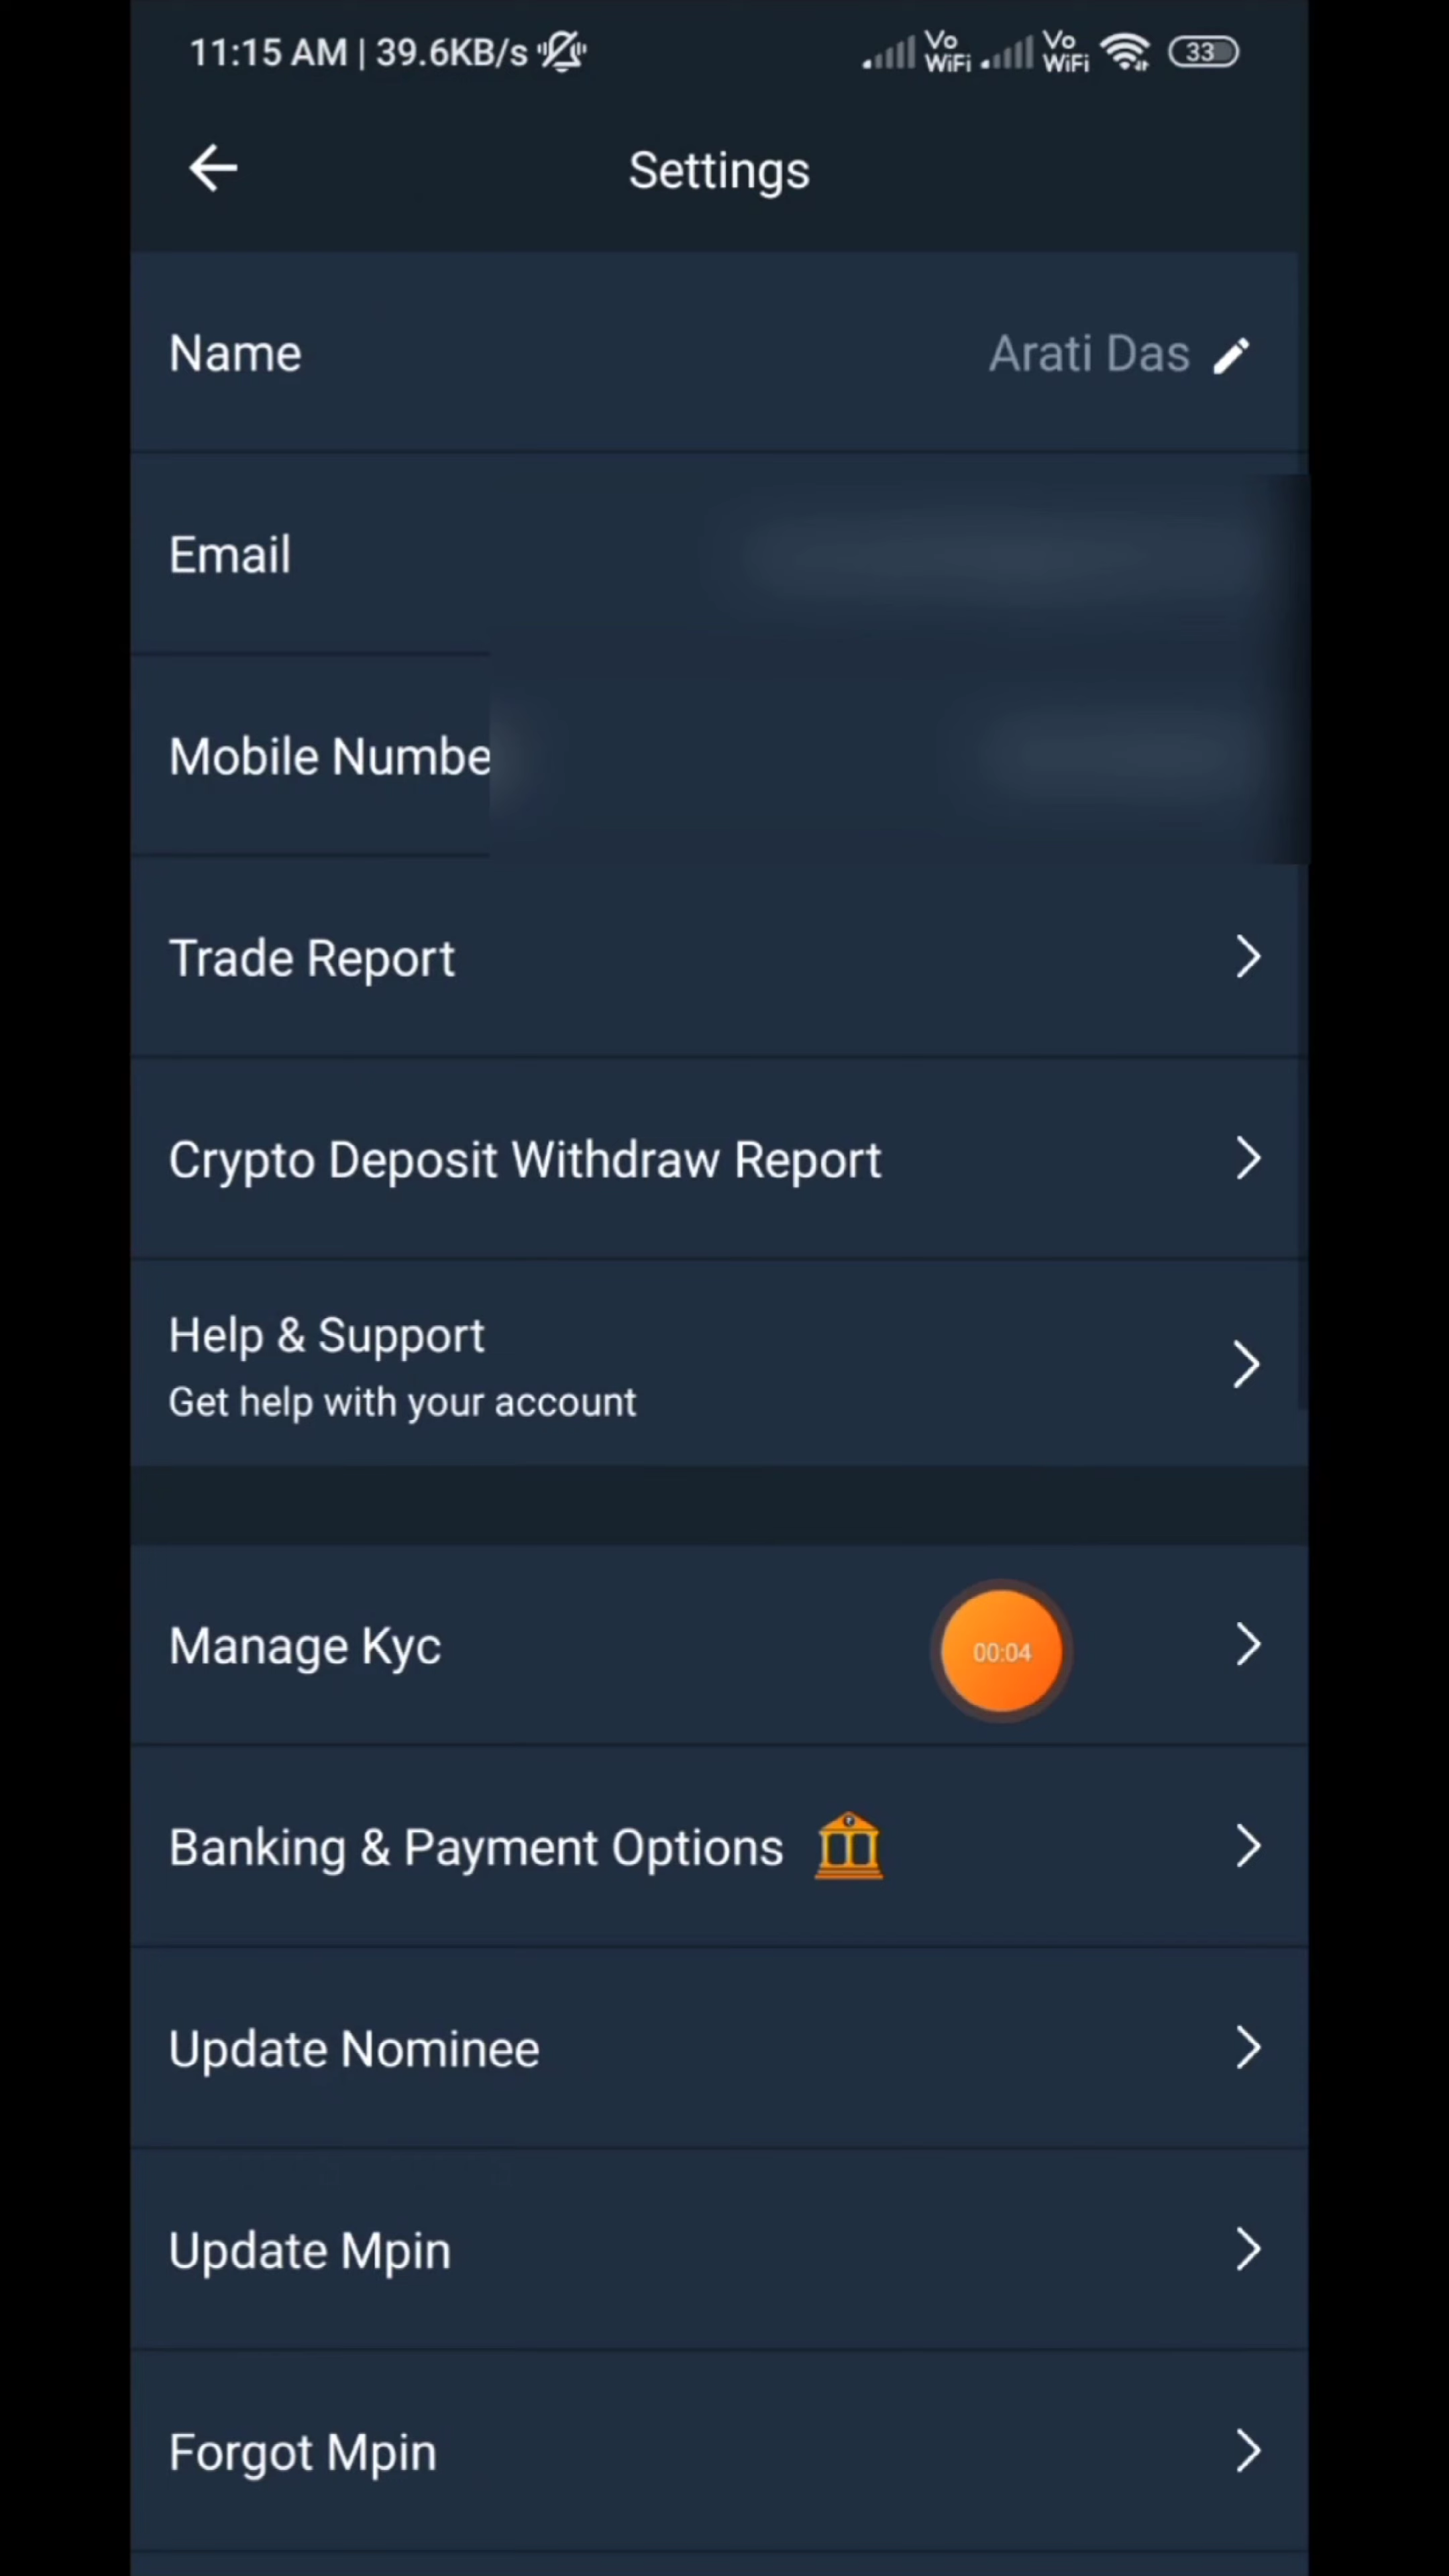 11:15 AM | 39.6KB/s Vo WiFi Vo WiFi 33
Settings
Name Arati Das
Email
Mobile Numbe
Trade Report
Crypto Deposit Withdraw Report
Help & Support
Get help with your account
Manage Kyc 00:04
Banking & Payment Options
Update Nominee
Update Mpin
Forgot Mpin